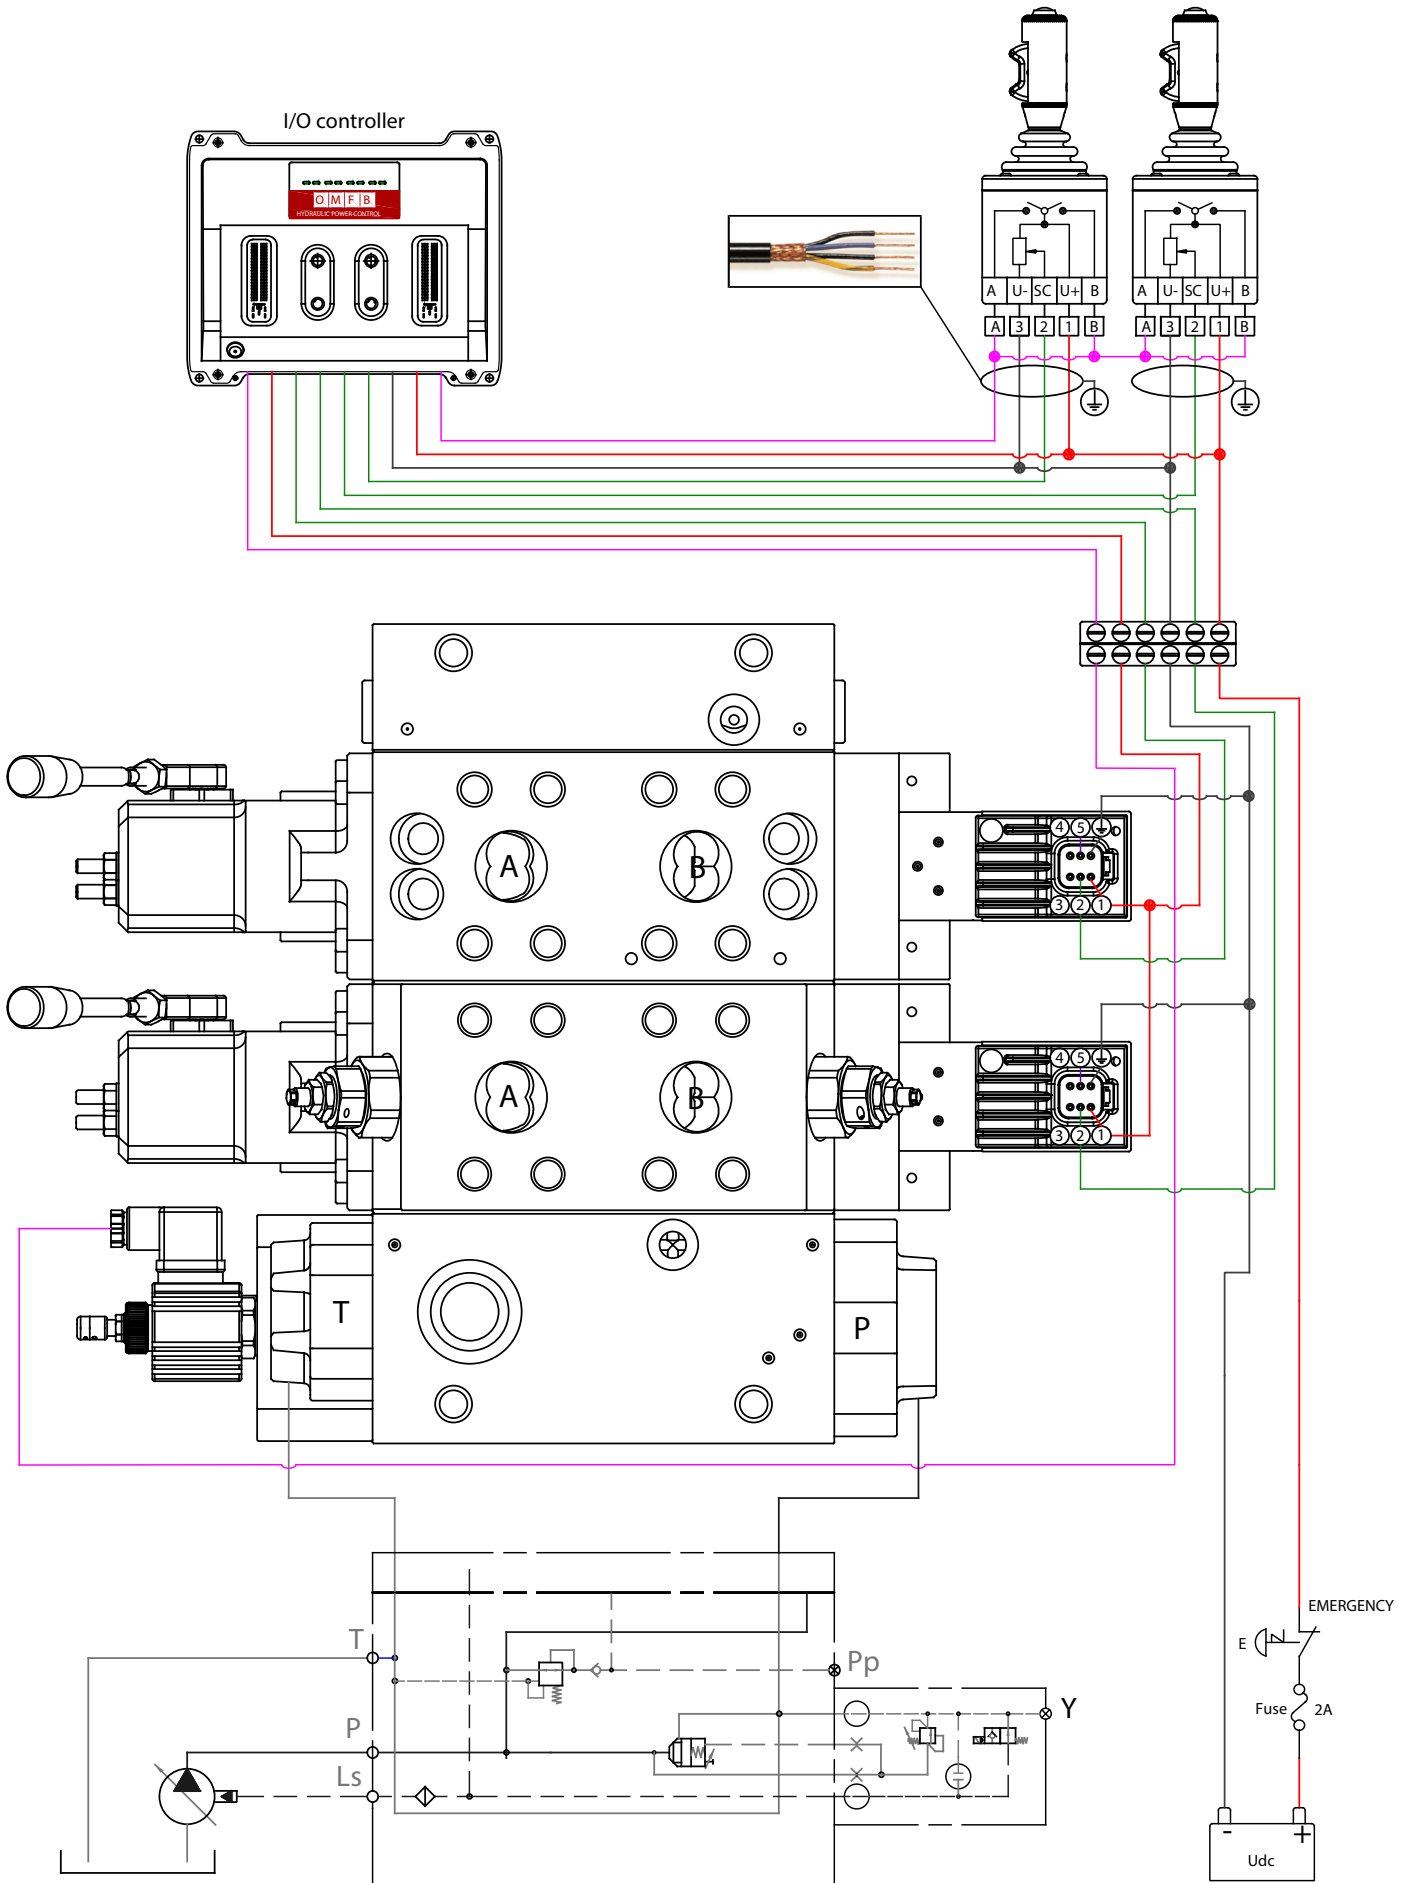 I/O controller
O M F B
HYDRAULIC POWER-CONTROL
A U- SC U+ B
A 3 2 1 B
A U- SC U+ B
A 3 2 1 B
A B
4 5
3 2 1
A B
4 5
3 2 1
T P
EMERGENCY
E
T
Pp
Y
Fuse 2A
P
Ls
- +
Udc